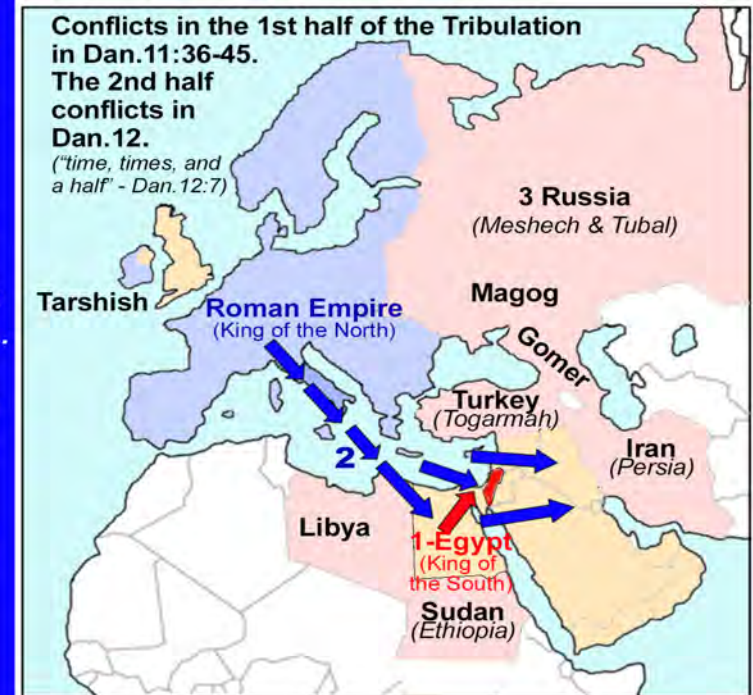 Conflicts in the 1st half of the Tribulation
in Dan.11:36-45.
The 2nd half
conflicts in
Dan.12.
("time, times, and
a half" - Dan.12:7)
3 Russia
(Meshech & Tubal)
Tarshish
Roman Empire
(King of the North)
Magog
Gomer
Turkey
(Togarmah)
Iran
(Persia)
2
Libya
1-Egypt
(King of
the South)
Sudan
(Ethiopia)